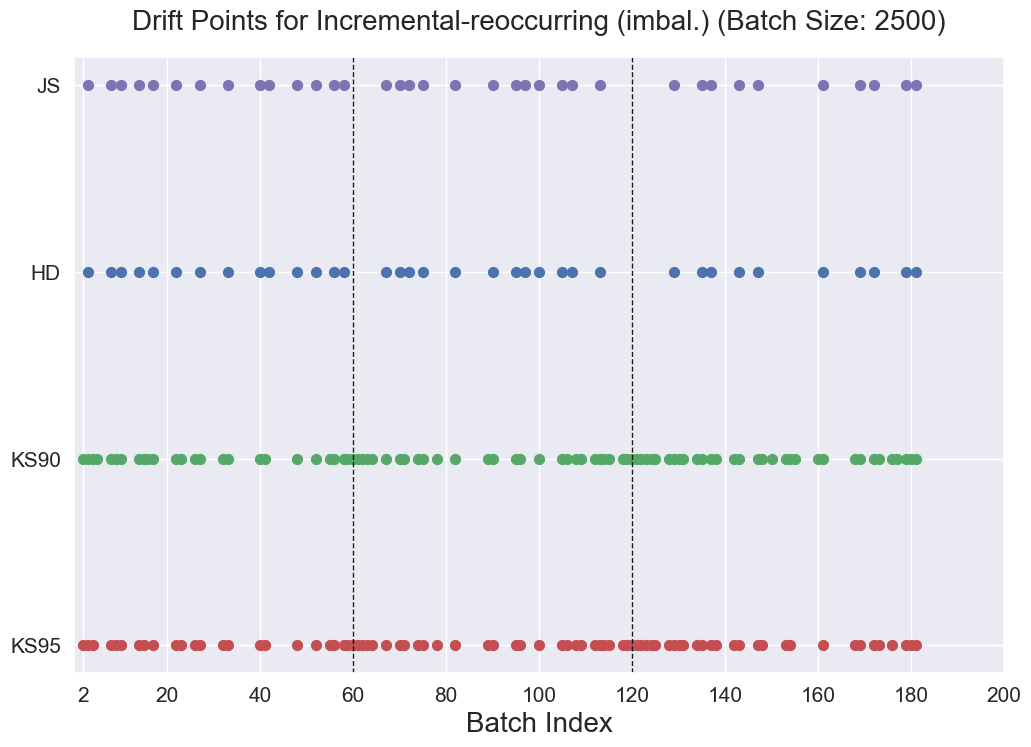 Drift Points for Incremental-reoccurring (imbal.) (Batch Size: 2500)
JS
HD
KS90
KS95
2 20 40 60 80 100 120 140 160 180 200
Batch Index